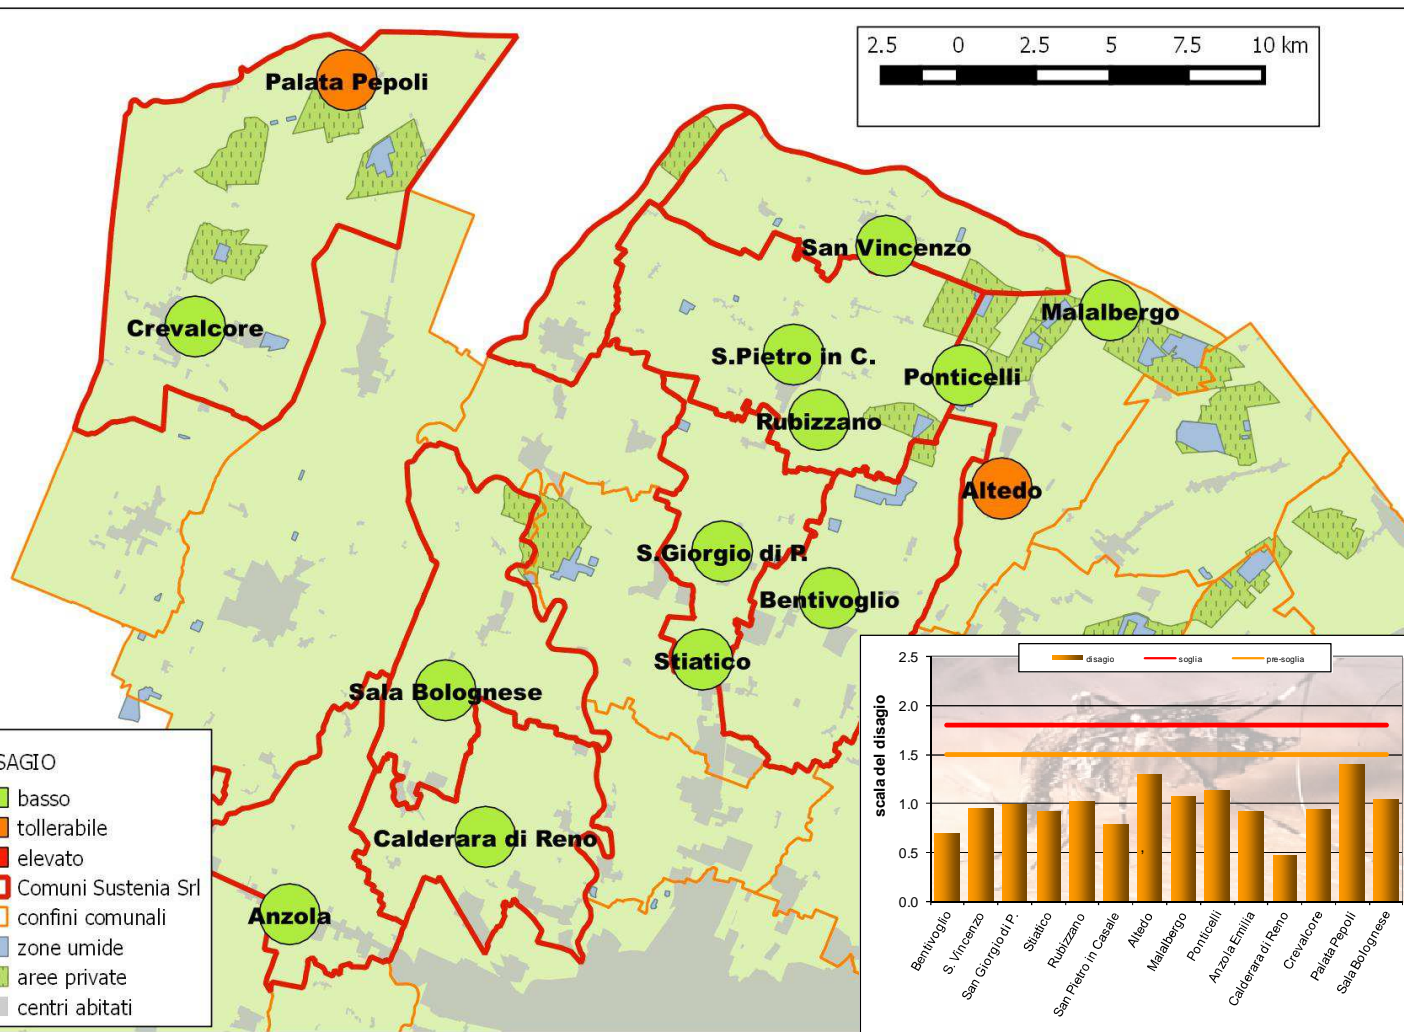 2.5 0 2.5 5 7.5 10 km
Palata Pepoli
San Vincenzo
Malalbergo
Crevalcore
S.Pietro in C.
Ponticelli
Rubizzano
Altedo
S.Giorgio di P.
Bentivoglio
Stiatico
Sala Bolognese
Calderara di Reno
Anzola
SAGIO
basso
tollerabile
elevato
Comuni Sustenia Srl
confini comunali
zone umide
aree private
centri abitati
disagio soglia pre-soglia
scala del disagio
2.5
2.0
1.5
1.0
0.5
0.0
Bentivoglio
S. Vincenzo
San Giorgio di P.
Stiatico
Rubizzano
San Pietro in Casale
Altedo
Malalbergo
Ponticelli
Anzola Emilia
Calderara di Reno
Crevalcore
Palata Pepoli
Sala Bolognese